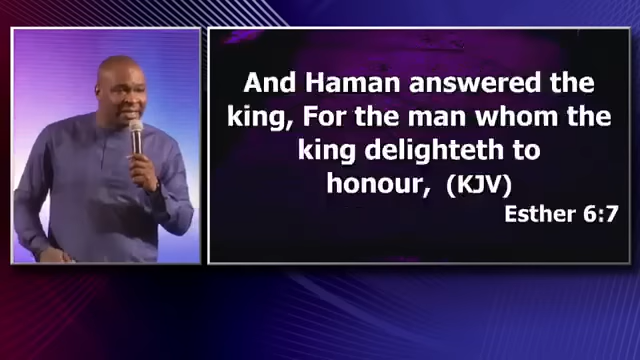 And Haman answered the
king, For the man whom the
king delighteth to
honour, (KJV)
Esther 6:7